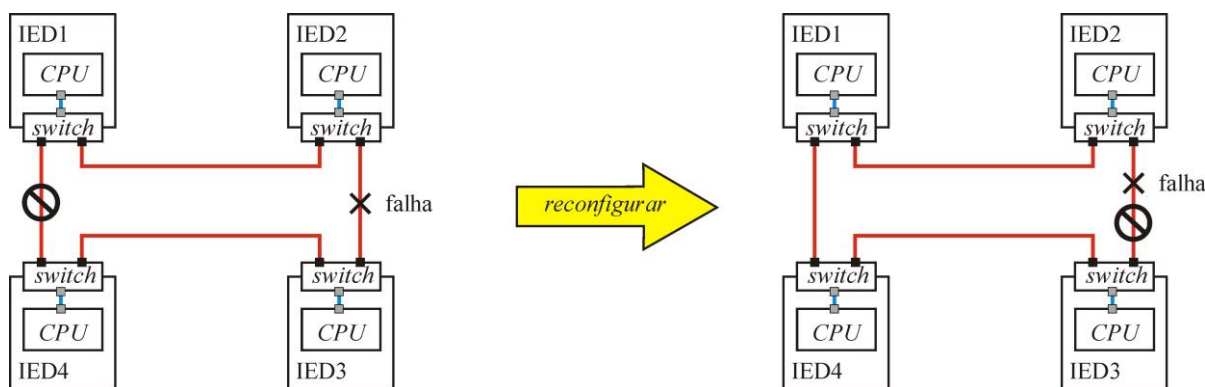 IED1
CPU
switch
IED2
CPU
switch
falha
switch
CPU
IED4
switch
CPU
IED3
reconfigurar
IED1
CPU
switch
IED2
CPU
switch
falha
switch
CPU
IED4
switch
CPU
IED3